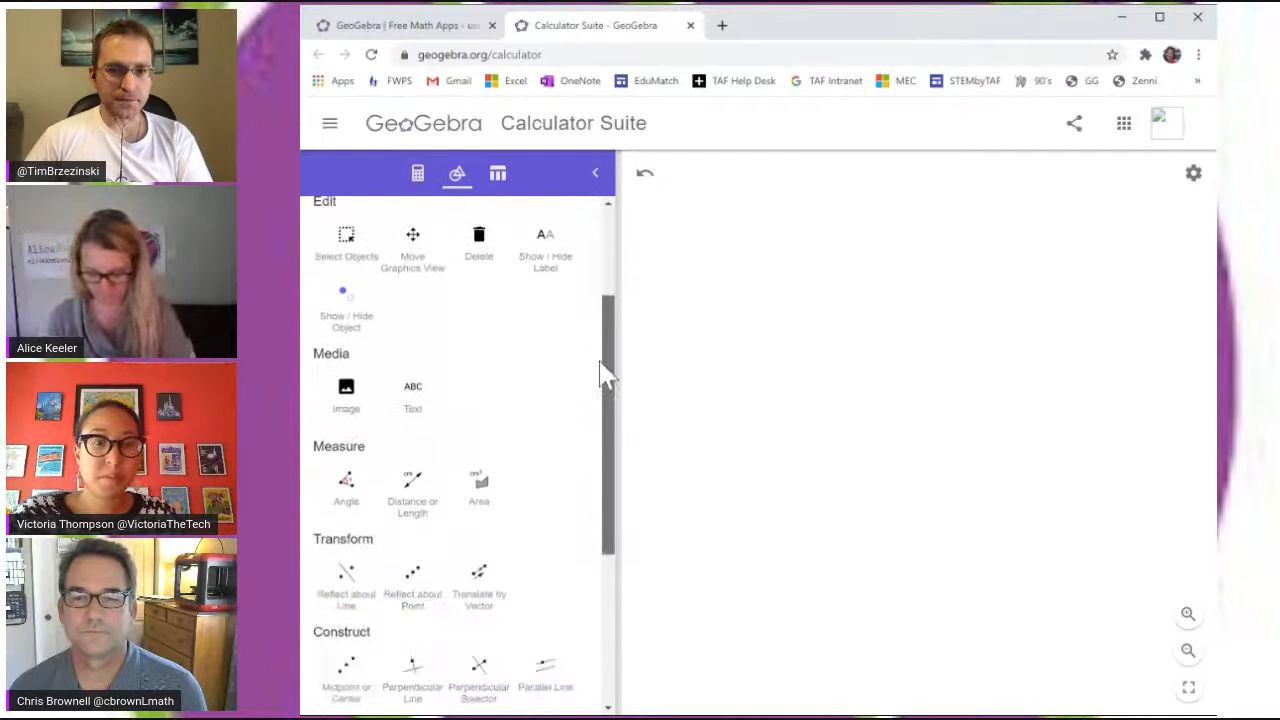 @TimBrzezinski
Alice Keeler
Victoria Thompson @VictoriaTheTech
Chris Brownell @cbrownLmath
GeoGebra | Free Math Apps - us
Calculator Suite - GeoGebra
geogebra.org/calculator
Apps FWPS Gmail Excel OneNote EduMatch TAF Help Desk TAF Intranet MEC STEMbyTAF 90's GG Zenni »
GeoGebra Calculator Suite
Edit
Select Objects
Move
Graphics View
Delete
Show / Hide
Label
Show / Hide
Object
Media
Image
ABC
Text
Measure
Angle
cm
Distance or
Length
cm²
Area
Transform
Reflect about
Line
Reflect about
Point
Translate by
Vector
Construct
Midpoint or
Center
Perpendicular
Line
Perpendicular
Bisector
Parallel Line
AA